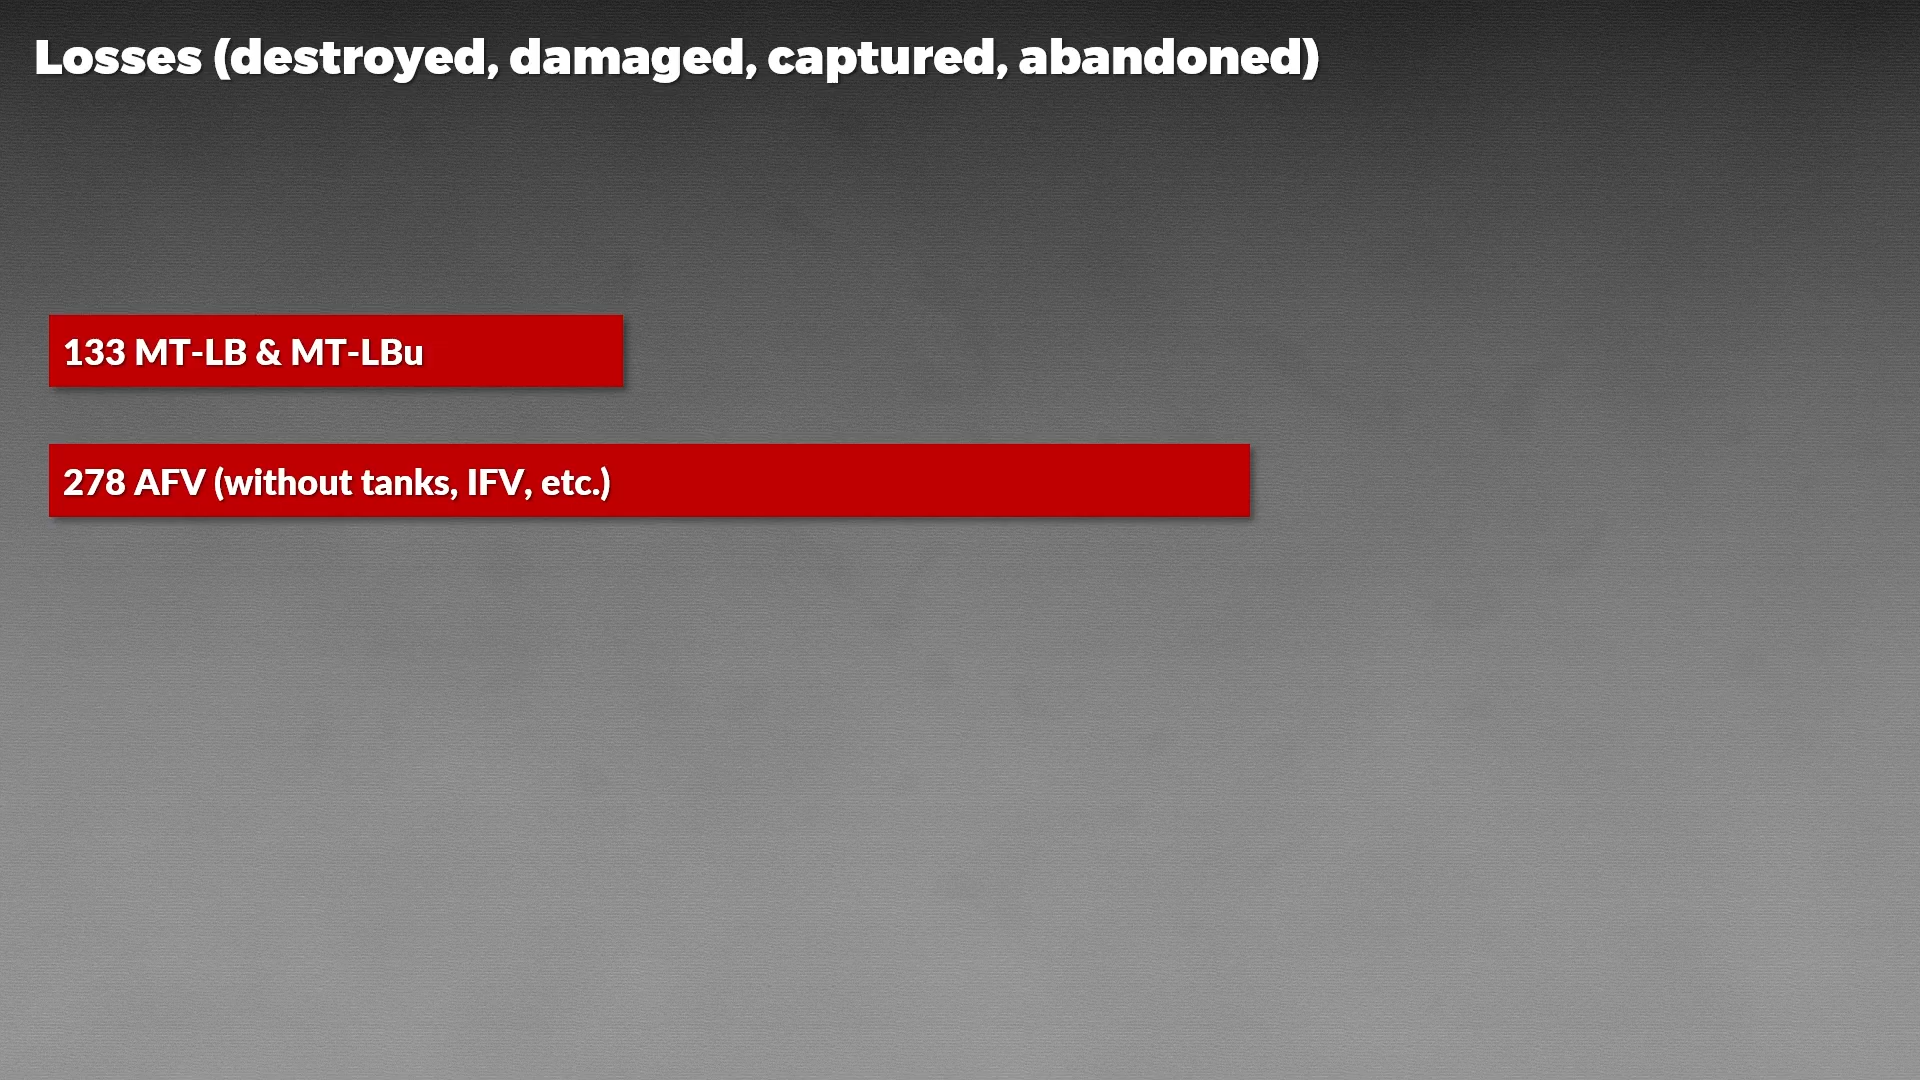 Losses (destroyed, damaged, captured, abandoned)
133 MT-LB & MT-LBu
278 AFV (without tanks, IFV, etc.)